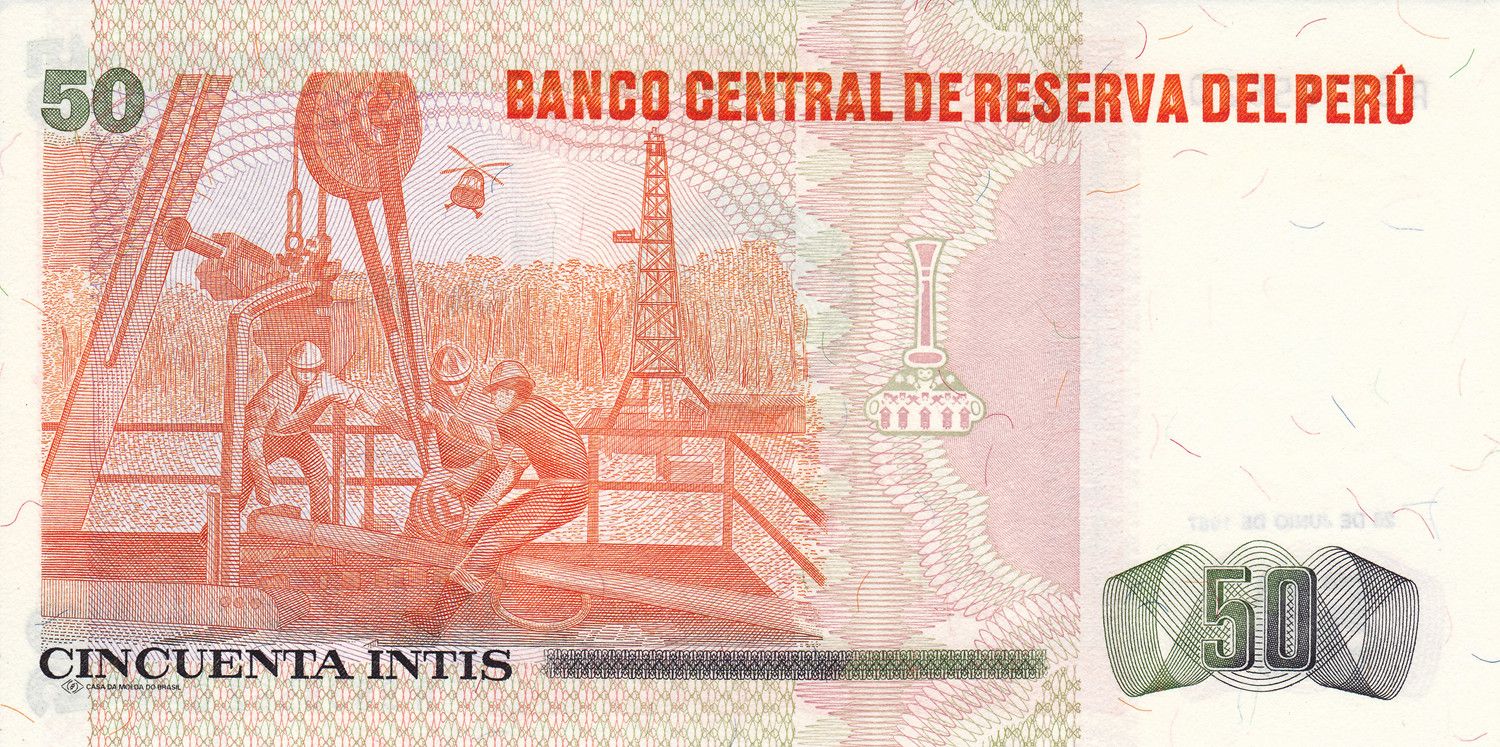 50
BANCO CENTRAL DE RESERVA DEL PERÚ
CINCUENTA INTIS
CASA DA MOEDA DO BRASIL
50